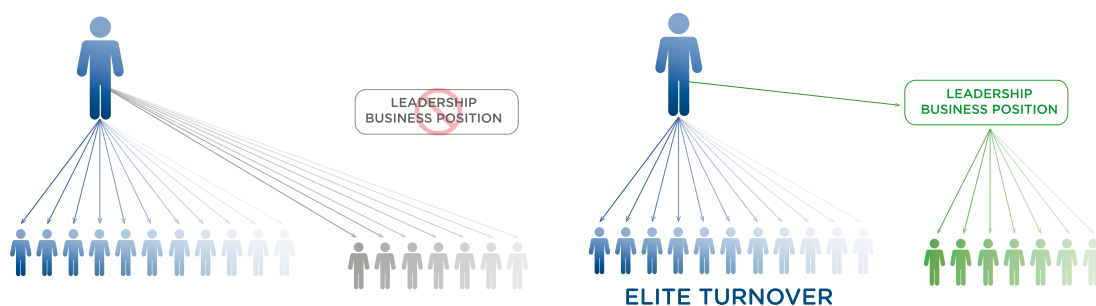 LEADERSHIP
BUSINESS POSITION
LEADERSHIP
BUSINESS POSITION
ELITE TURNOVER